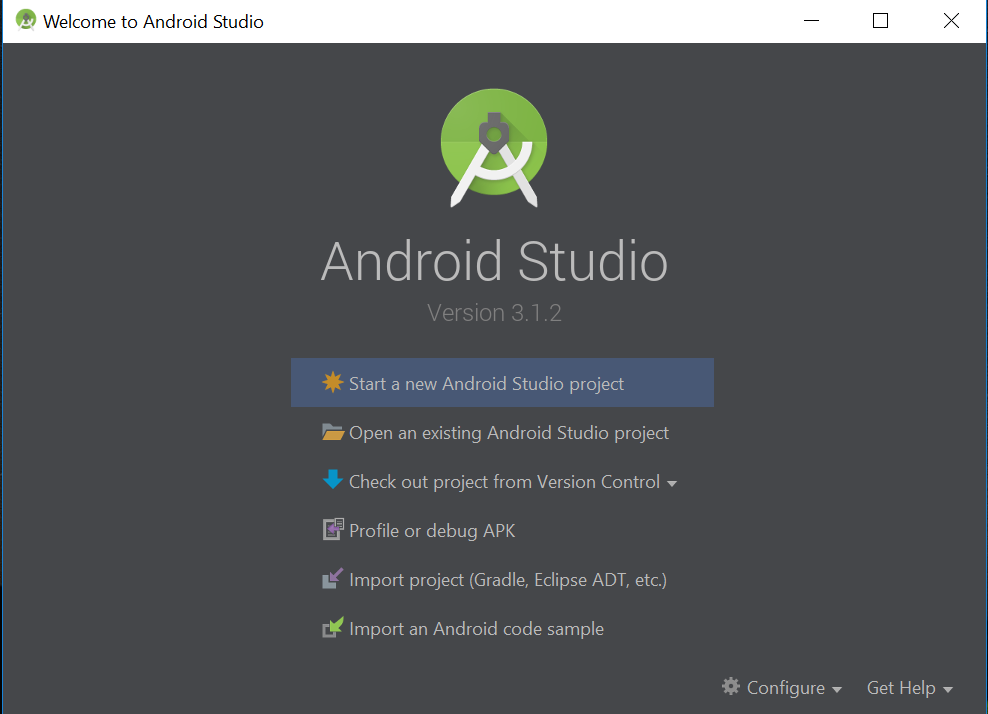 Welcome to Android Studio
Android Studio
Version 3.1.2
Start a new Android Studio project
Open an existing Android Studio project
Check out project from Version Control
Profile or debug APK
Import project (Gradle, Eclipse ADT, etc.)
Import an Android code sample
Configure Get Help